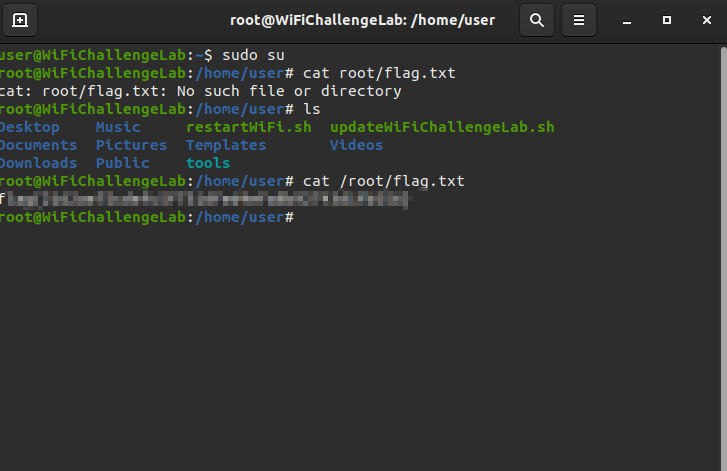 root@WiFiChallengeLab: /home/user
user@WiFiChallengeLab:~$ sudo su
root@WiFiChallengeLab:/home/user# cat root/flag.txt
cat: root/flag.txt: No such file or directory
root@WiFiChallengeLab:/home/user# ls
Desktop Music restartWiFi.sh updateWiFiChallengeLab.sh
Documents Pictures Templates Videos
Downloads Public tools
root@WiFiChallengeLab:/home/user# cat /root/flag.txt
root@WiFiChallengeLab:/home/user#